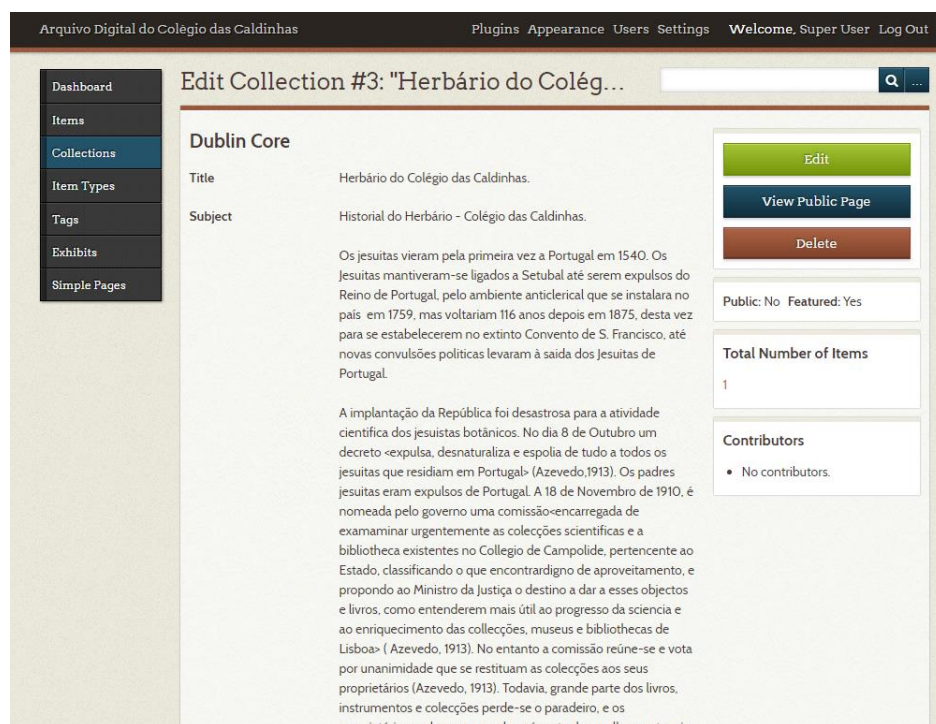 Arquivo Digital do Colégio das Caldinhas
Plugins Appearance Users Settings Welcome, Super User Log Out
Dashboard
Items
Collections
Item Types
Tags
Exhibits
Simple Pages
Edit Collection #3: "Herbário do Colég...
...
Dublin Core
Title Herbário do Colégio das Caldinhas.
Subject Historial do Herbário - Colégio das Caldinhas.
Os jesuitas vieram pela primeira vez a Portugal em 1540. Os
Jesuitas mantiveram-se ligados a Setubal até serem expulsos do
Reino de Portugal, pelo ambiente anticlerical que se instalara no
país em 1759, mas voltariam 116 anos depois em 1875, desta vez
para se estabelecerem no extinto Convento de S. Francisco, até
novas convulsões politicas levaram à saida dos Jesuitas de
Portugal.
A implantação da República foi desastrosa para a atividade
cientifica dos jesuistas botânicos. No dia 8 de Outubro um
decreto <expulsa, desnaturaliza e espolia de tudo a todos os
jesuitas que residiam em Portugal> (Azevedo,1913). Os padres
jesuitas eram expulsos de Portugal. A 18 de Novembro de 1910, é
nomeada pelo governo uma comissão<encarregada de
examaminar urgentemente as colecções scientificas e a
bibliotheca existentes no Collegio de Campolide, pertencente ao
Estado, classificando o que encontrardigno de aproveitamento, e
propondo ao Ministro da Justiça o destino a dar a esses objectos
e livros, como entenderem mais útil ao progresso da sciencia e
ao enriquecimento das collecções, museus e bibliothecas de
Lisboa> ( Azevedo, 1913). No entanto a comissão reúne-se e vota
por unanimidade que se restituam as colecções aos seus
proprietários (Azevedo, 1913). Todavia, grande parte dos livros,
instrumentos e colecções perde-se o paradeiro, e os
Edit
View Public Page
Delete
Public: No Featured: Yes
Total Number of Items
1
Contributors
• No contributors.